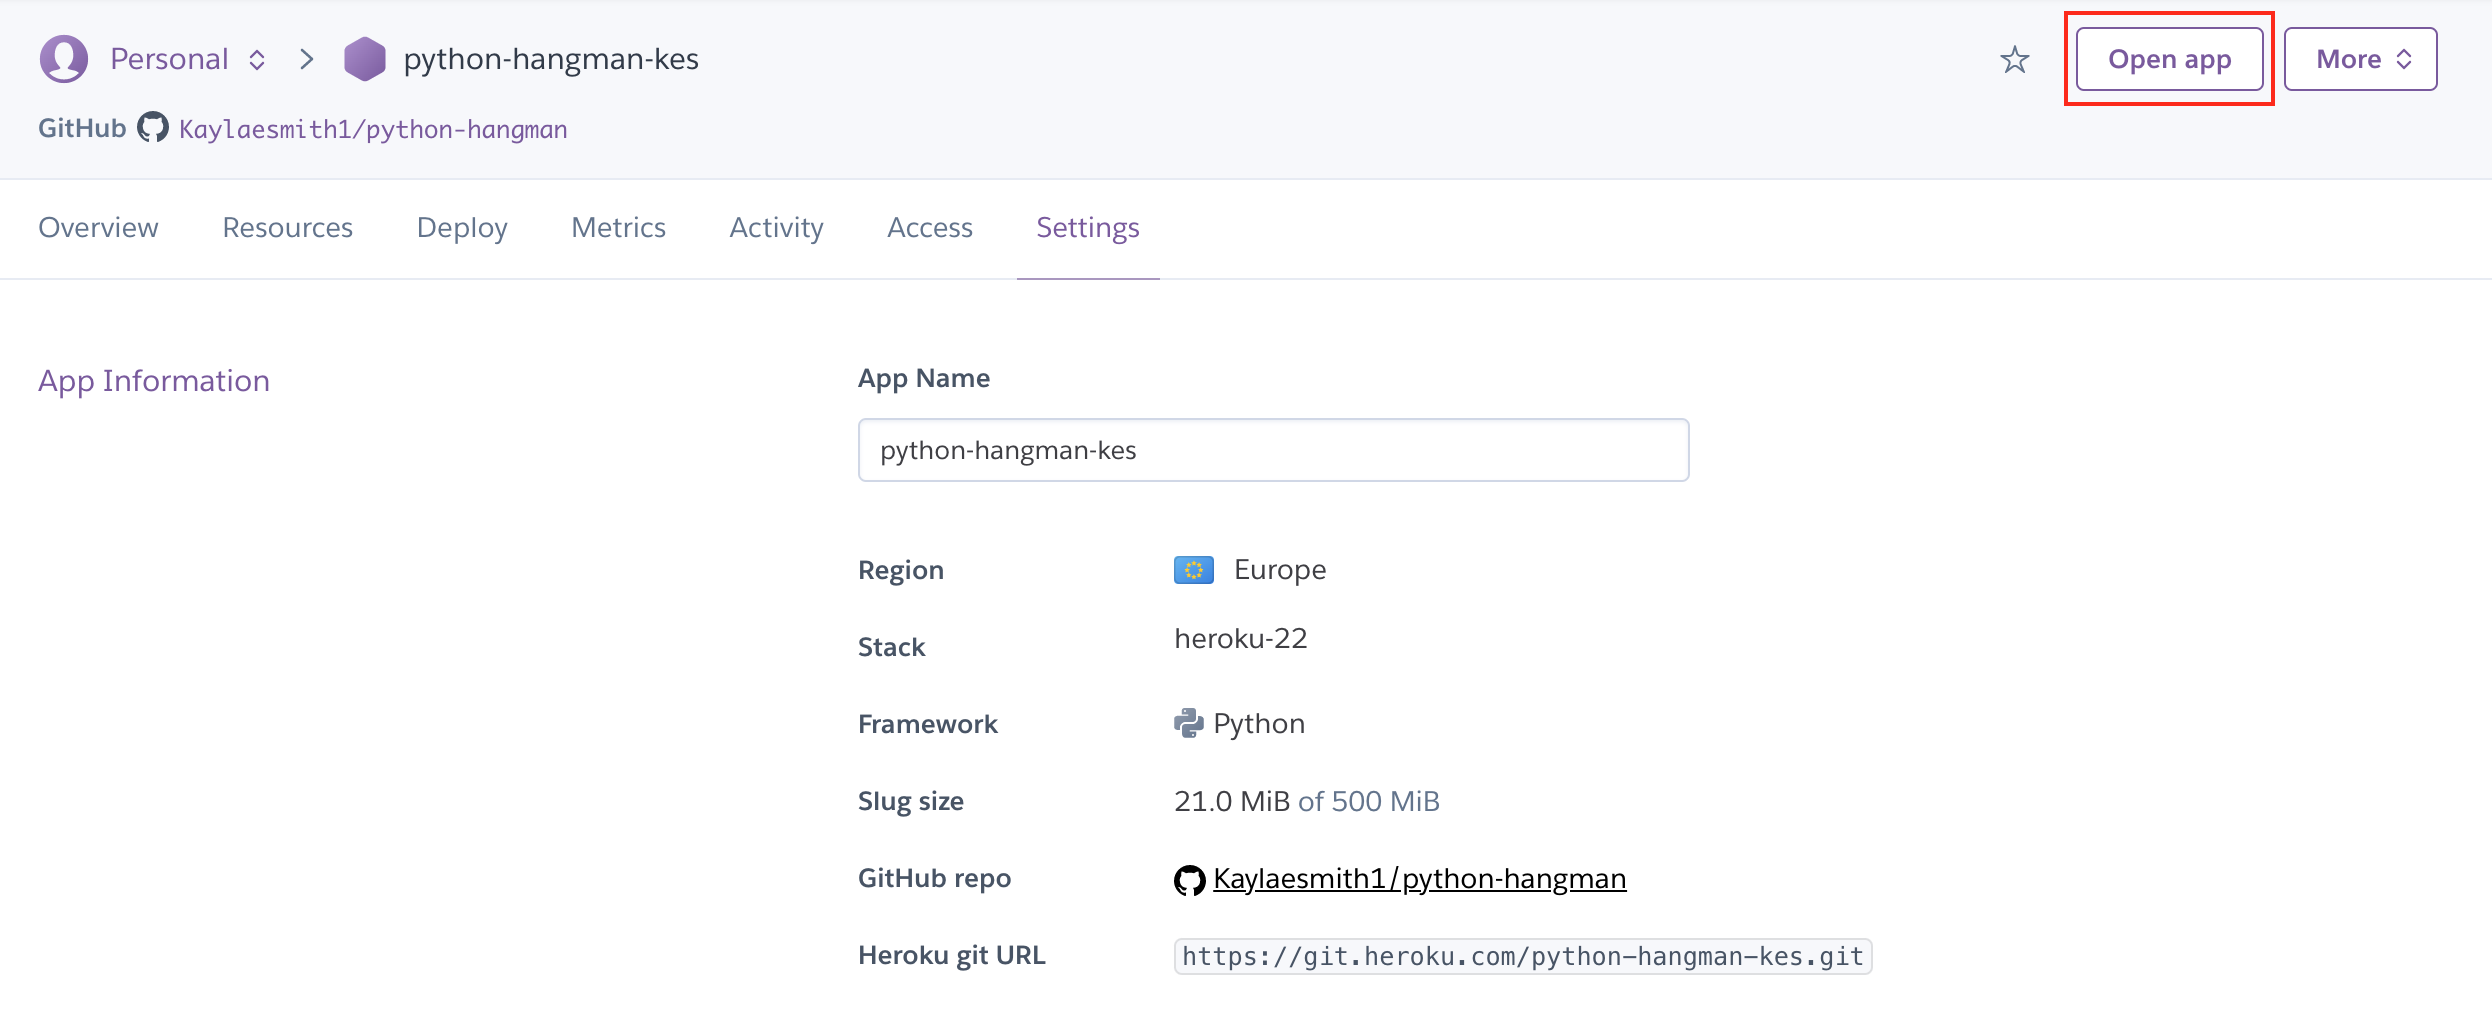 Personal python-hangman-kes Open app More
GitHub Kaylaesmith1/python-hangman
Overview Resources Deploy Metrics Activity Access Settings
App Information
App Name
python-hangman-kes
Region Europe
Stack heroku-22
Framework Python
Slug size 21.0 MiB of 500 MiB
GitHub repo Kaylaesmith1/python-hangman
Heroku git URL https://git.heroku.com/python-hangman-kes.git